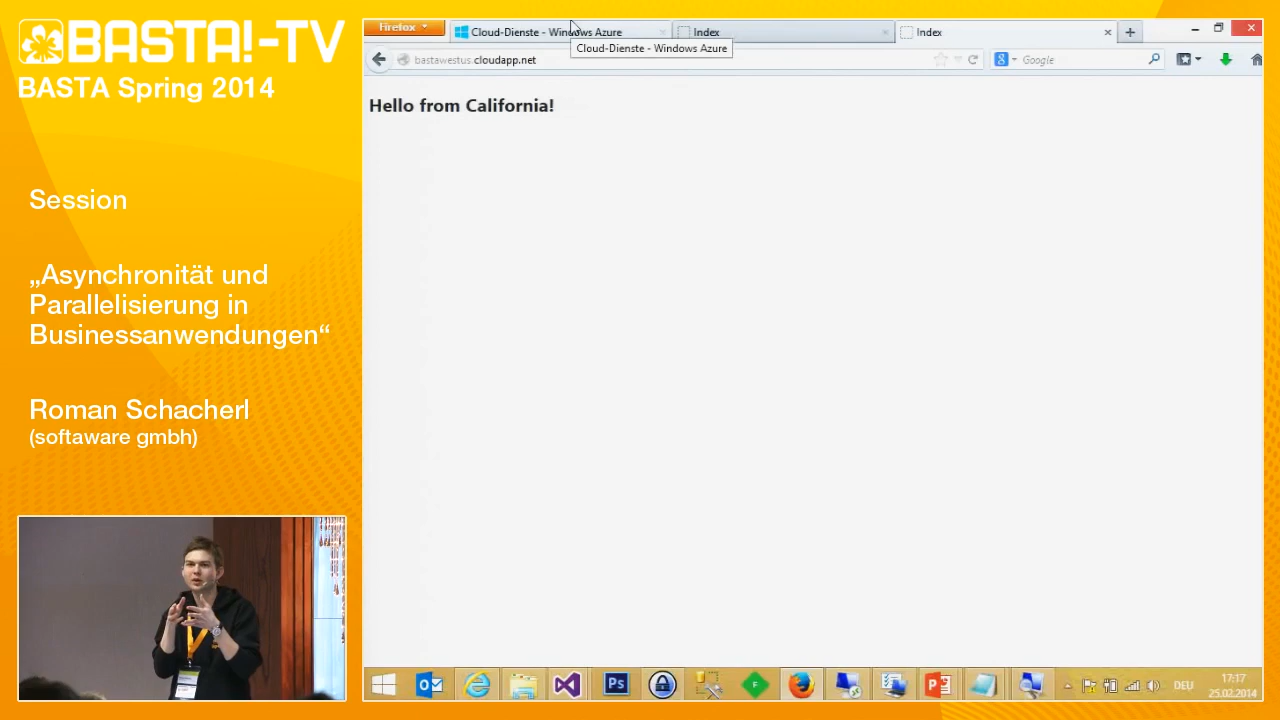 BASTA!-TV
BASTA Spring 2014
Session
„Asynchronität und
Parallelisierung in
Businessanwendungen“
Roman Schacherl
(softaware gmbh)
Firefox
Cloud-Dienste - Windows Azure
Index
Index
Cloud-Dienste - Windows Azure
bastawestus.cloudapp.net
Google
Hello from California!
DEU
17:17
25.02.2014